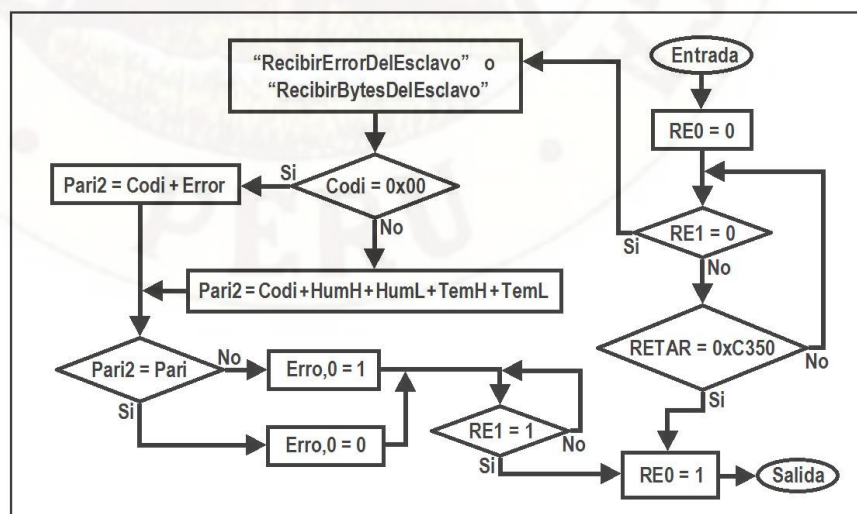 Entrada
RE0 = 0
RE1 = 0
Si
No
RETAR = 0xC350
No
Si
"RecibirErrorDelEsclavo" o
"RecibirBytesDelEsclavo"
Codi = 0x00
Si
No
Pari2 = Codi + Error
Pari2 = Codi+HumH+HumL+TemH+TemL
Pari2 = Pari
No
Si
Erro,0 = 1
Erro,0 = 0
RE1 = 1
No
Si
RE0 = 1
Salida
PERU